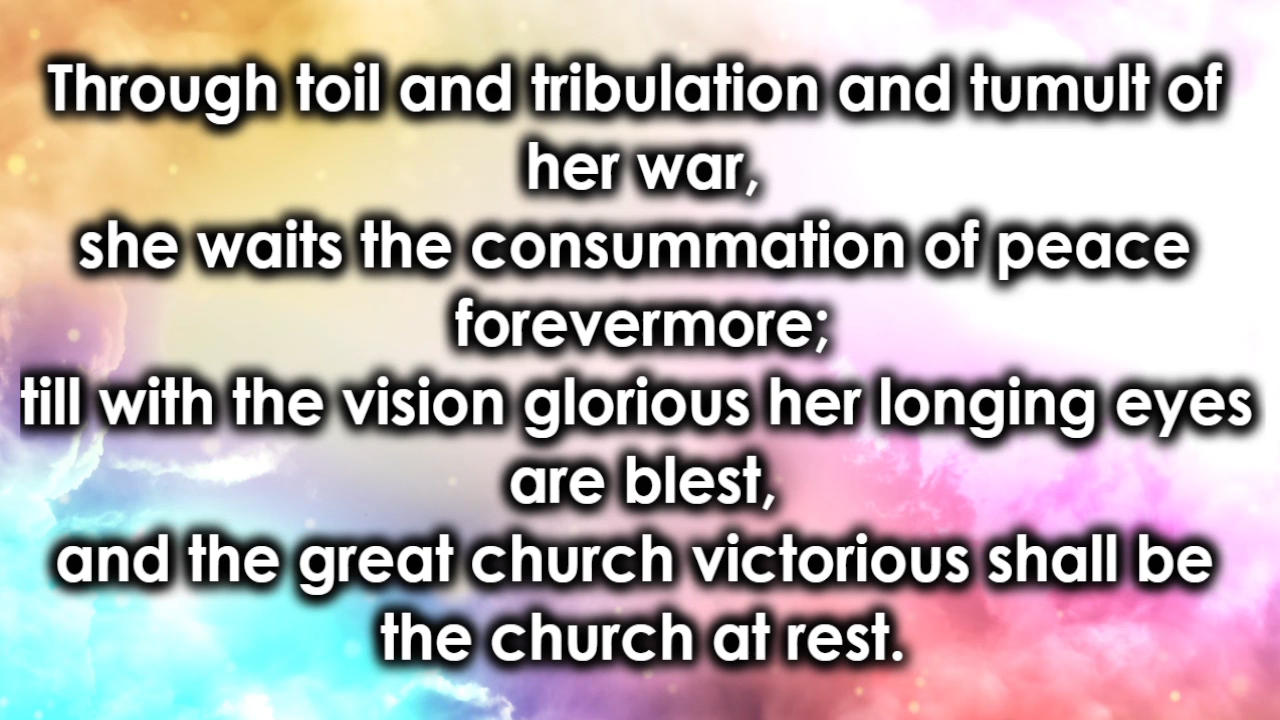 Through toil and tribulation and tumult of
her war,
she waits the consummation of peace
forevermore;
till with the vision glorious her longing eyes
are blest,
and the great church victorious shall be
the church at rest.